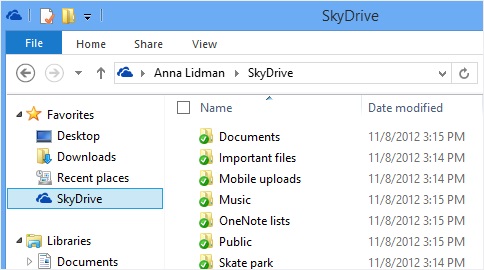 SkyDrive
File Home Share View
Anna Lidman SkyDrive
Favorites
Desktop
Downloads
Recent places
SkyDrive
Libraries
Documents
Name Date modified
Documents 11/8/2012 3:15 PM
Important files 11/8/2012 3:14 PM
Mobile uploads 11/8/2012 3:14 PM
Music 11/8/2012 3:15 PM
OneNote lists 11/8/2012 3:15 PM
Public 11/8/2012 3:15 PM
Skate park 11/8/2012 3:14 PM